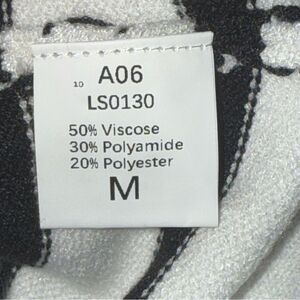 10 A06
LS0130
50% Viscose
30% Polyamide
20% Polyester
M